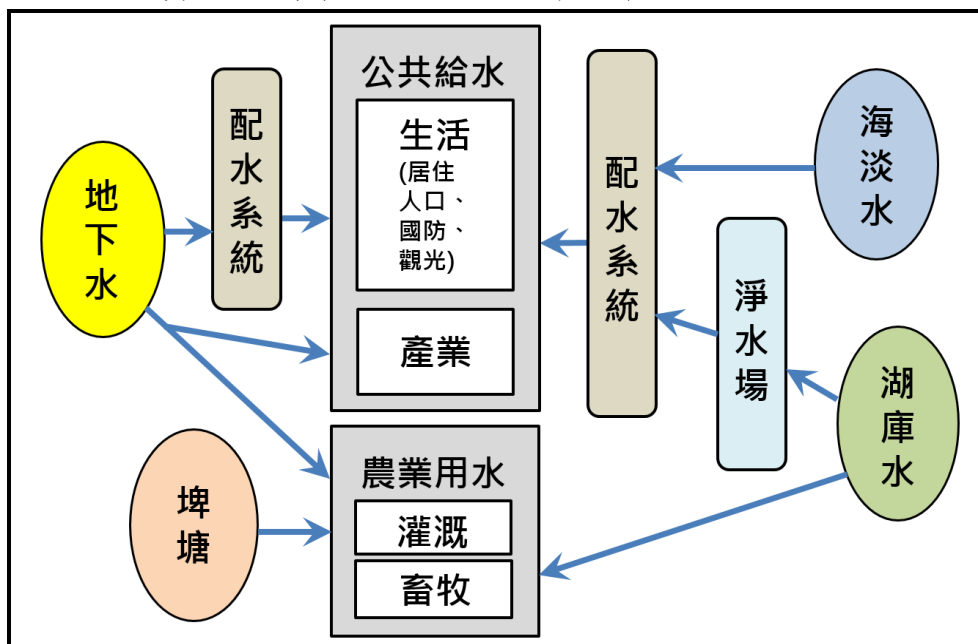 公共給水
生活
(居住
人口、
國防、
觀光)
產業
配水系統
地下水
配水系統
海淡水
淨水場
湖庫水
農業用水
灌溉
畜牧
埤塘